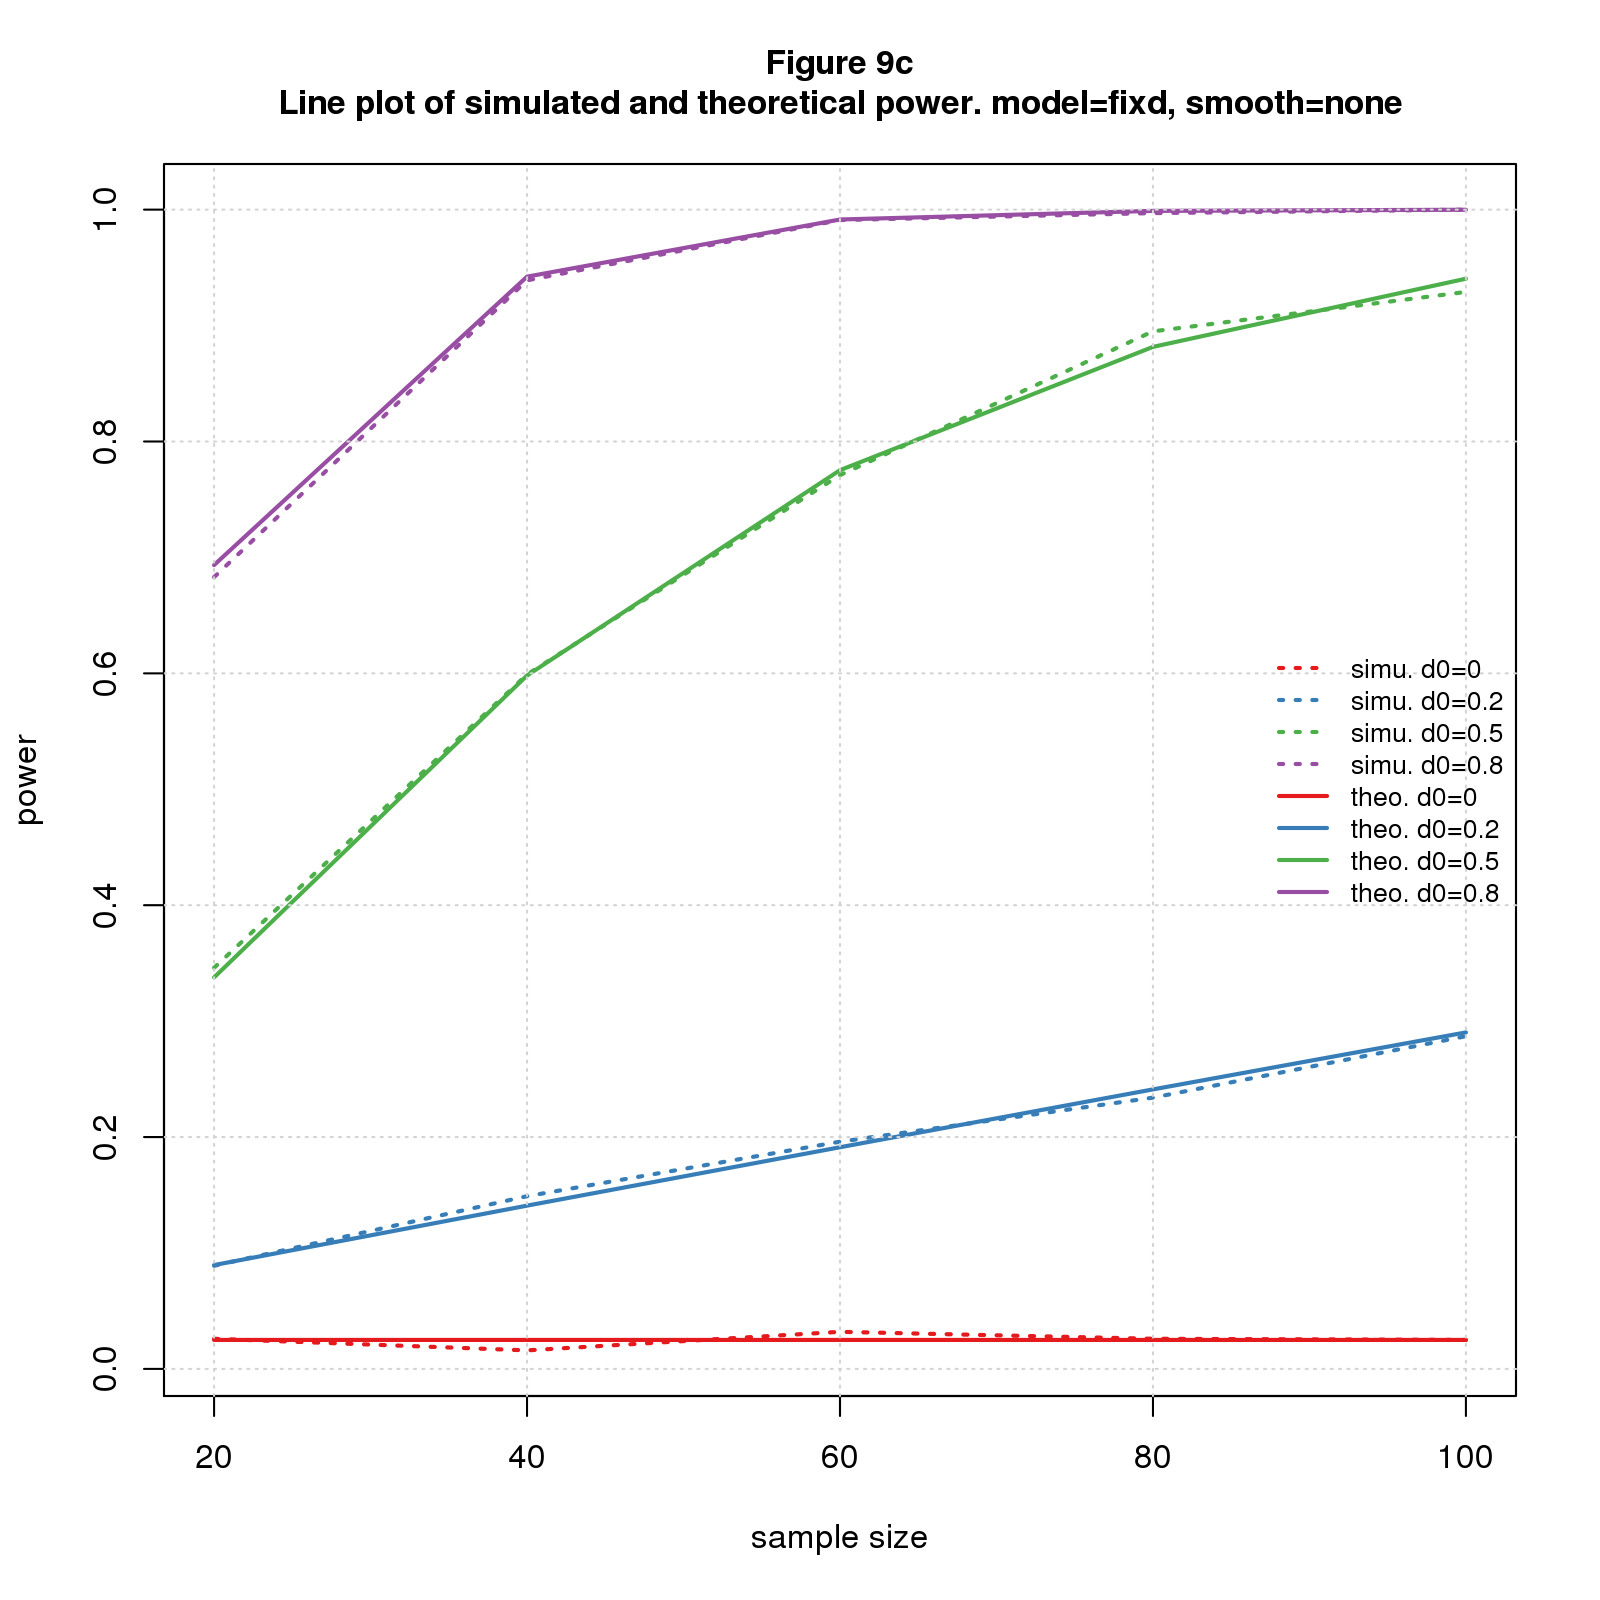 Figure 9c
Line plot of simulated and theoretical power. model=fixd, smooth=none
power
1.0
0.8
0.6
0.4
0.2
0.0
simu. d0=0
simu. d0=0.2
simu. d0=0.5
simu. d0=0.8
theo. d0=0
theo. d0=0.2
theo. d0=0.5
theo. d0=0.8
20 40 60 80 100
sample size